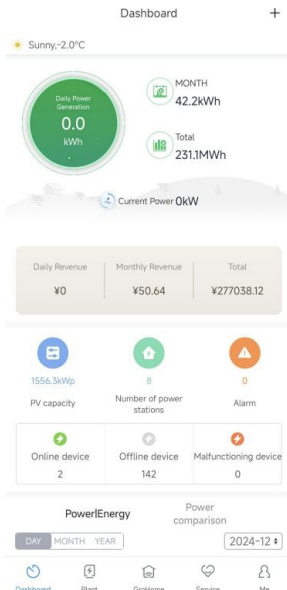 Dashboard
+
Sunny,-2.0°C
Daily Power
Generation
0.0
kWh
MONTH
42.2kWh
Total
231.1MWh
Current Power 0kW
Daily Revenue
Monthly Revenue
Total
¥0
¥50.64
¥277038.12
1556.3kWp
8
0
PV capacity
Number of power
stations
Alarm
Online device
Offline device
Malfunctioning device
2
142
0
Power|Energy
Power
comparison
DAY MONTH YEAR
2024-12
Dashboard
Plant
GroHome
Service
Me